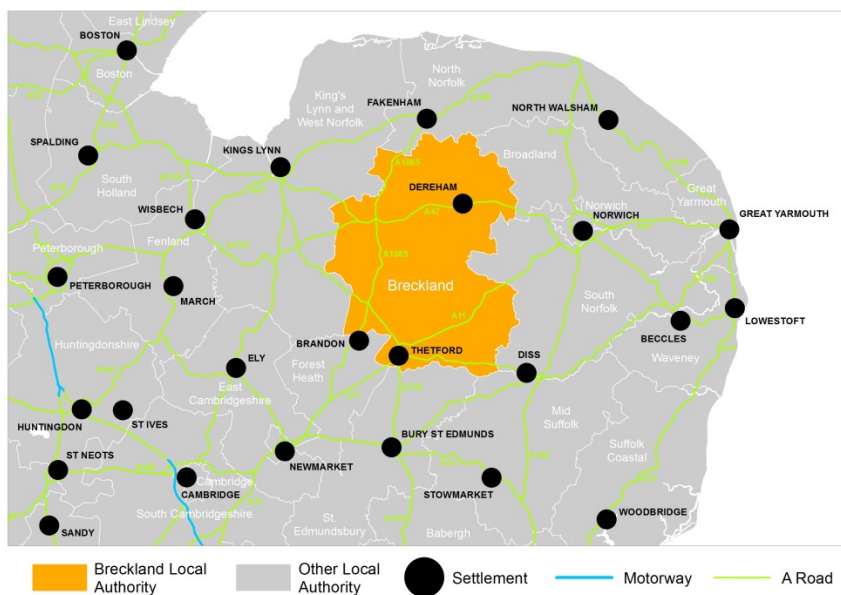 East Lindsey
BOSTON
Boston
North
Norfolk
King's
Lynn and
West Norfolk
FAKENHAM
NORTH WALSHAM
SPALDING
KINGS LYNN
A1065
Broadland
South
Holland
DEREHAM
WISBECH
A47
Norwich
NORWICH
Great
Yarmouth
GREAT YARMOUTH
Fenland
Peterborough
PETERBOROUGH
A1065
Breckland
MARCH
South
Norfolk
LOWESTOFT
A11
BECCLES
Huntingdonshire
BRANDON
THETFORD
Waveney
ELY
Forest
Heath
DISS
East
Cambridgeshire
HUNTINGDON
ST IVES
Mid
Suffolk
BURY ST EDMUNDS
Suffolk
Coastal
ST NEOTS
NEWMARKET
Cambridge
CAMBRIDGE
STOWMARKET
South Cambridgeshire
St.
Edmundsbury
Babergh
WOODBRIDGE
SANDY
Breckland Local
Authority
Other Local
Authority
Settlement
Motorway
A Road